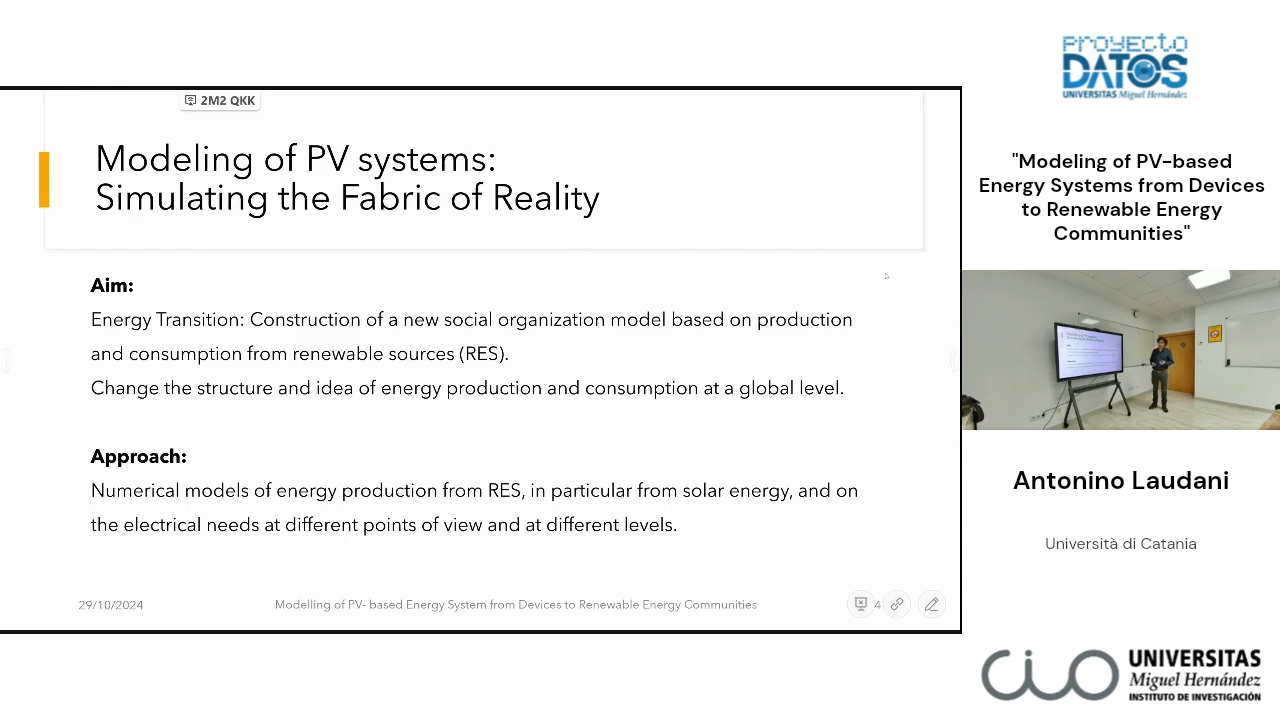 2M2 QKK
Modeling of PV systems:
Simulating the Fabric of Reality
Aim:
Energy Transition: Construction of a new social organization model based on production
and consumption from renewable sources (RES).
Change the structure and idea of energy production and consumption at a global level.
Approach:
Numerical models of energy production from RES, in particular from solar energy, and on
the electrical needs at different points of view and at different levels.
29/10/2024
Modelling of PV- based Energy System from Devices to Renewable Energy Communities
4
PROYECTO
DATOS
UNIVERSITAS Miguel Hernández
"Modeling of PV-based
Energy Systems from Devices
to Renewable Energy
Communities"
Antonino Laudani
Università di Catania
CIO
UNIVERSITAS
Miguel Hernández
INSTITUTO DE INVESTIGACIÓN